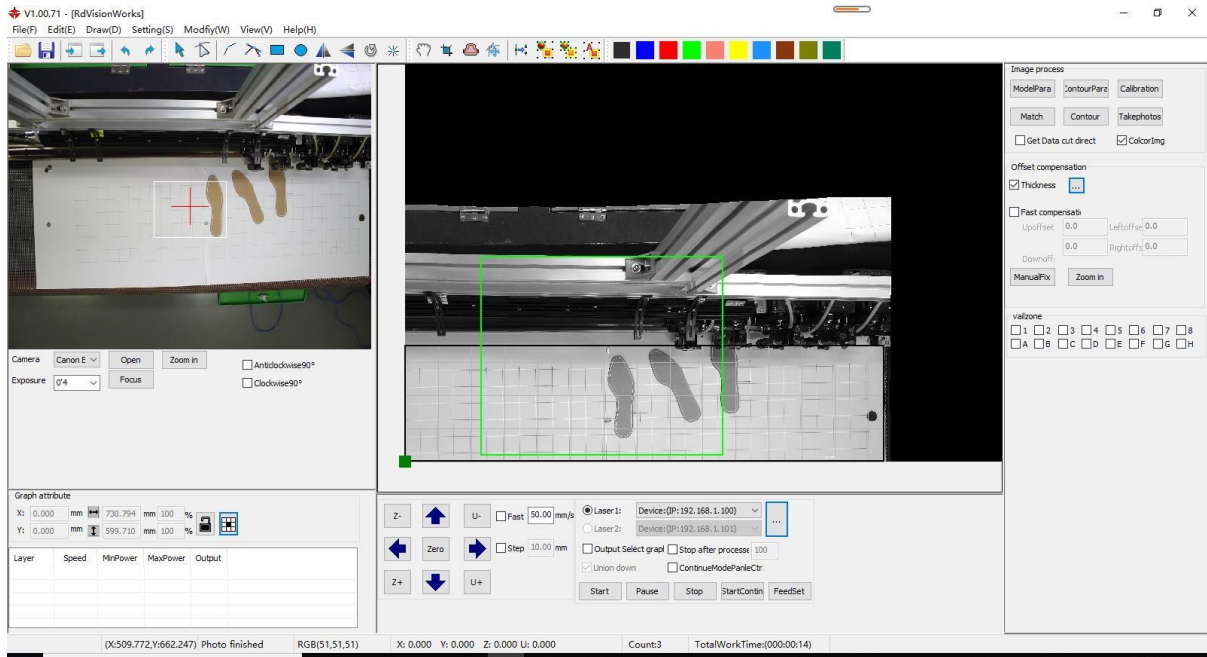 V1.00.71 - [RdVisionWorks]
File(F) Edit(E) Draw(D) Setting(S) Modfiy(W) View(V) Help(H)
Image process
ModelPara ContourPara Calibration
Match Contour Takephotos
Get Data cut direct ColcorImg
Offset compensation
Thickness ...
Fast compensati
Upoffset 0.0 Leftoffse 0.0
0.0 Rightoffs 0.0
Downoff:
ManualFix Zoom in
vailzone
1 2 3 4 5 6 7 8
A B C D E F G H
Camera Canon E Open Zoom in Anticlockwise90°
Exposure 0'4 Focus Clockwise90°
Graph attribute
X: 0.000 mm 730.794 mm 100 %
Y: 0.000 mm 599.710 mm 100 %
Layer Speed MinPower MaxPower Output
Z- U- Fast 50.00 mm/s
Zero Step 10.00 mm
Z+ U+
Laser1: Device:(IP:192.168.1.100) ...
Laser2: Device:(IP:192.168.1.101)
Output Select grapl Stop after processe 100
Union down ContinueModePanleCtr
Start Pause Stop StartContin FeedSet
(X:509.772,Y:662.247) Photo finished RGB(51,51,51) X: 0.000 Y: 0.000 Z: 0.000 U: 0.000 Count:3 TotalWorkTime:(000:00:14)